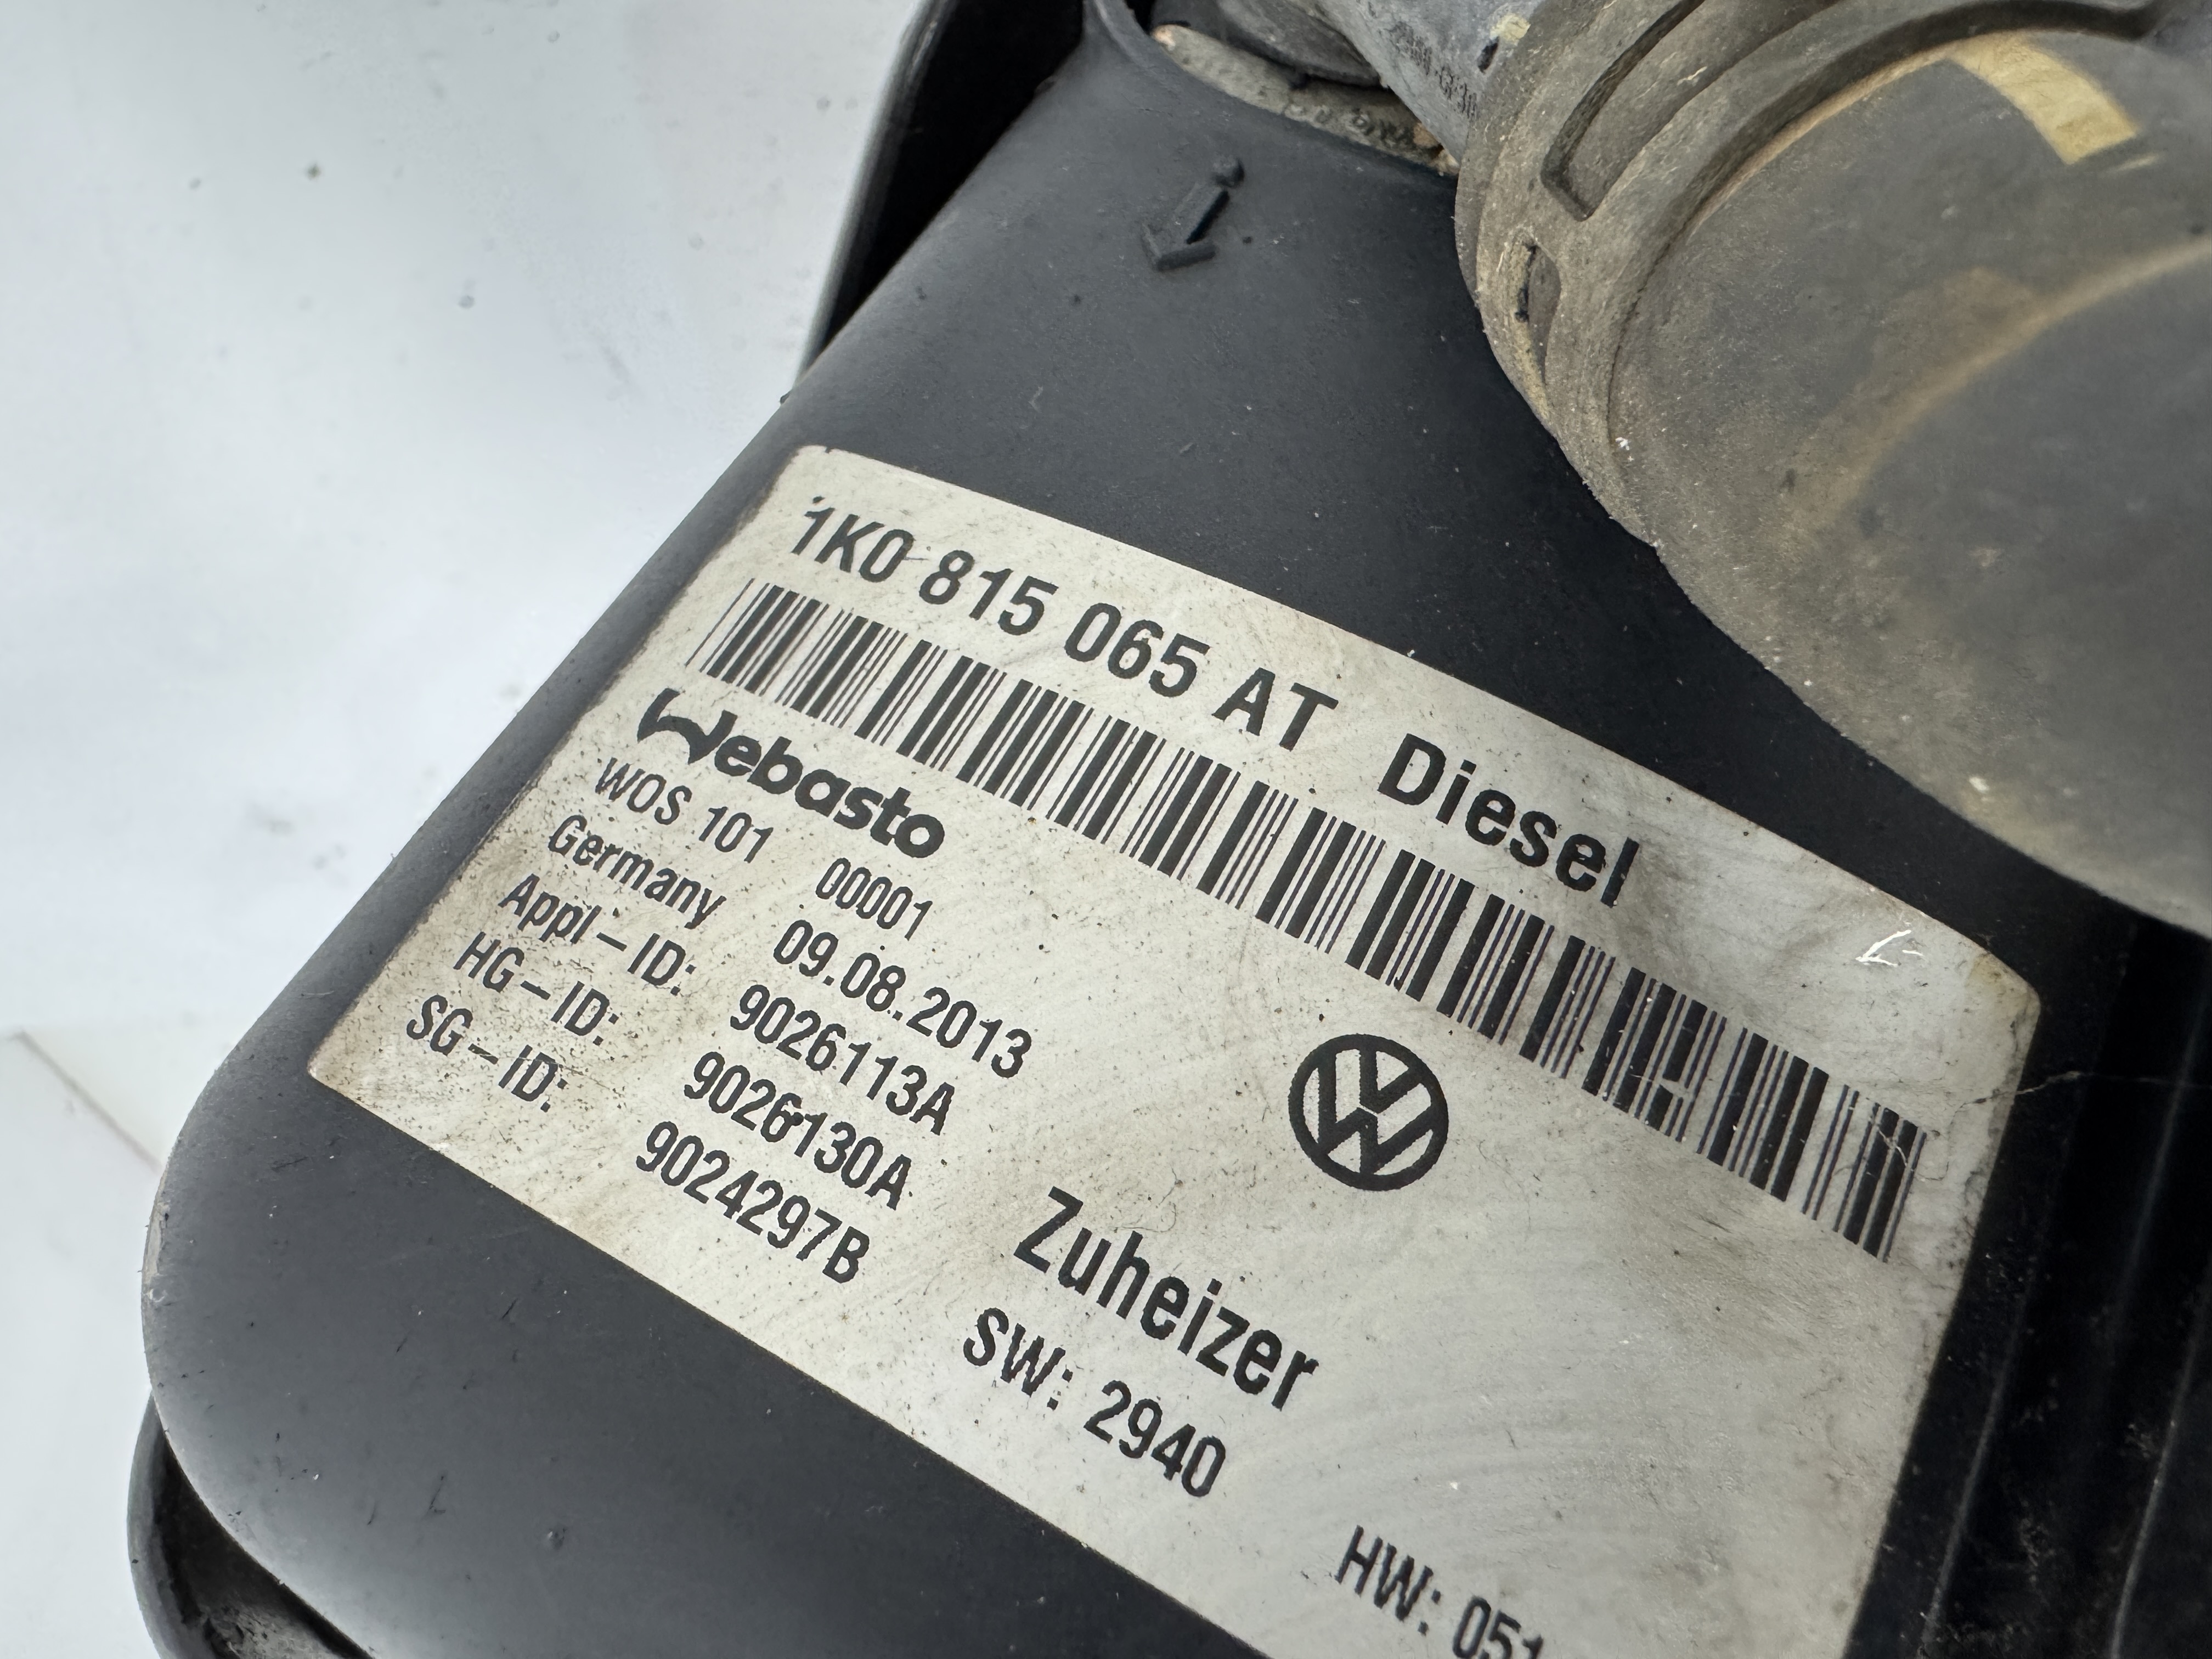 1K0 815 065 AT Diesel
Webasto
WOS 101 00001
Germany 09.08.2013
Appl-ID: 9026113A
HG-ID: 9026130A
SG-ID: 9024297B
Zuheizer
SW: 2940
HW: 051